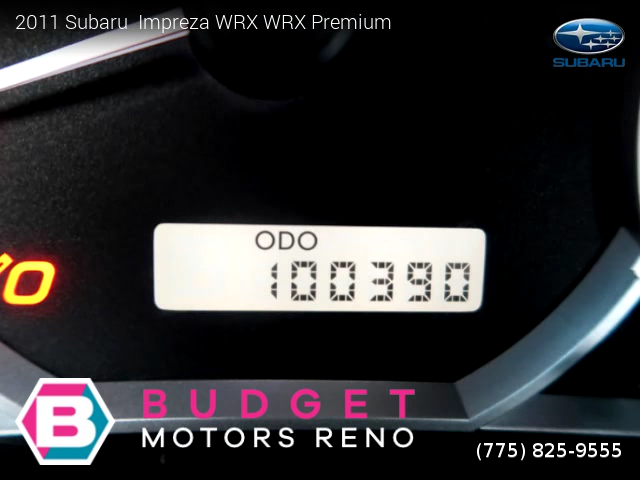 2011 Subaru  Impreza WRX WRX Premium
SUBARU
ODO
100390
B
BUDGET
MOTORS RENO
(775) 825-9555